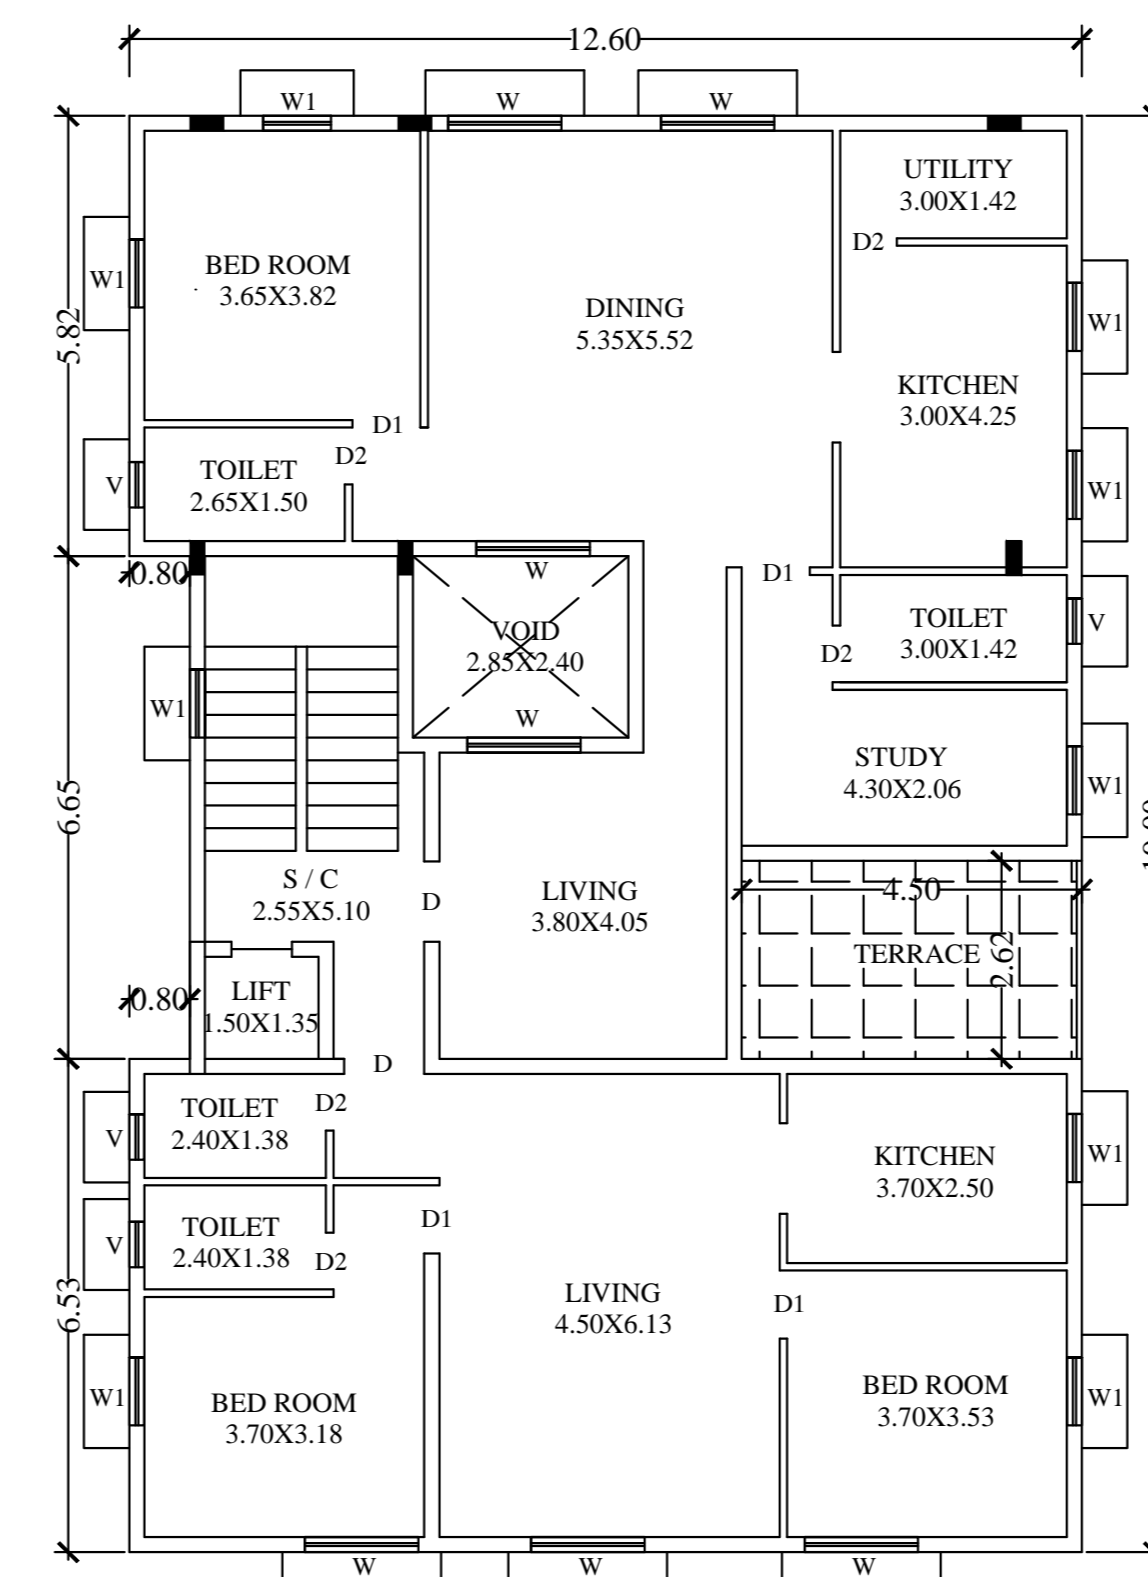 12.60
W1
W
W
UTILITY
3.00X1.42
D2
BED ROOM
3.65X3.82
W1
DINING
5.35X5.52
W1
5.82
KITCHEN
3.00X4.25
D1
D2
TOILET
2.65X1.50
V
W1
0.80
W
D1
VOID
2.85X2.40
TOILET
3.00X1.42
V
D2
W1
W
STUDY
4.30X2.06
W1
6.65
S / C
2.55X5.10
D
LIVING
3.80X4.05
4.50
TERRACE
2.62
LIFT
1.50X1.35
0.80
D
D2
TOILET
2.40X1.38
V
KITCHEN
3.70X2.50
W1
D1
TOILET
2.40X1.38
V
D2
6.53
LIVING
4.50X6.13
D1
BED ROOM
3.70X3.18
W1
BED ROOM
3.70X3.53
W1
W
W
W